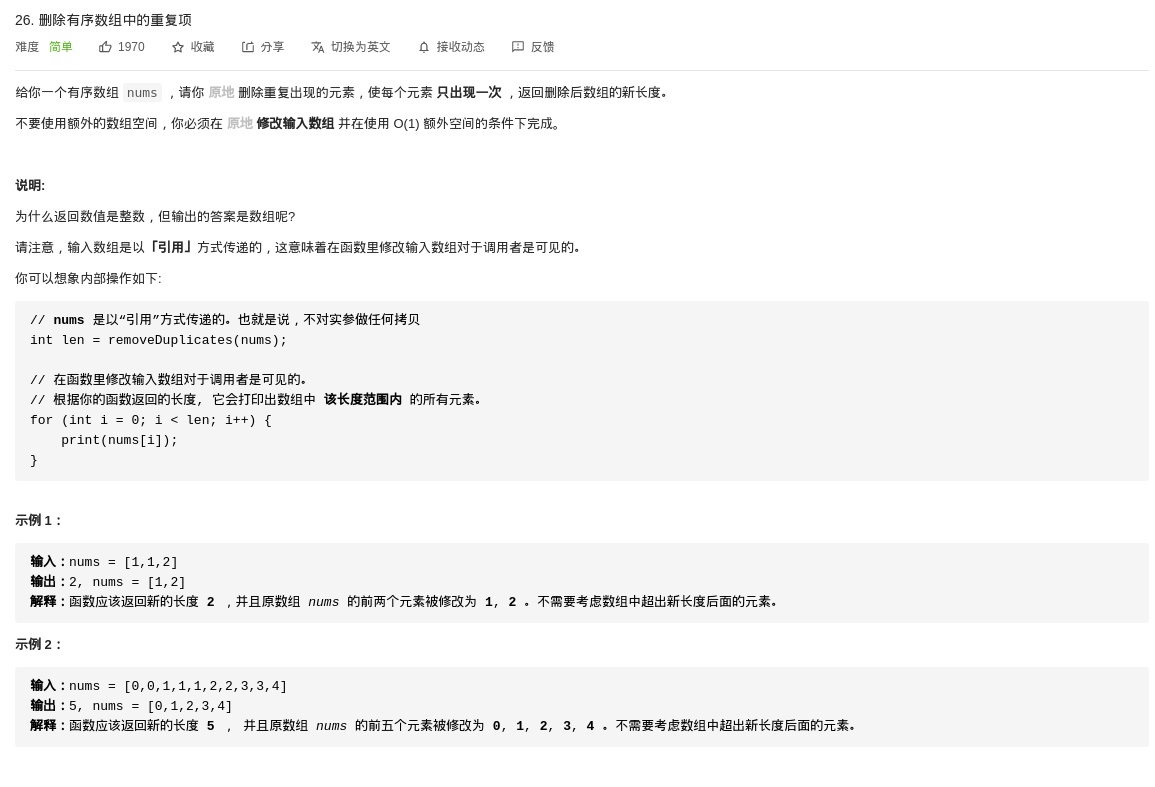 26. 删除有序数组中的重复项
难度 简单 1970 收藏 分享 切换为英文 接收动态 反馈
给你一个有序数组 nums ，请你 原地 删除重复出现的元素，使每个元素 只出现一次 ，返回删除后数组的新长度。
不要使用额外的数组空间，你必须在 原地 修改输入数组 并在使用 O(1) 额外空间的条件下完成。
说明:
为什么返回数值是整数，但输出的答案是数组呢?
请注意，输入数组是以「引用」方式传递的，这意味着在函数里修改输入数组对于调用者是可见的。
你可以想象内部操作如下:
// nums 是以“引用”方式传递的。也就是说，不对实参做任何拷贝
int len = removeDuplicates(nums);
// 在函数里修改输入数组对于调用者是可见的。
// 根据你的函数返回的长度, 它会打印出数组中 该长度范围内 的所有元素。
for (int i = 0; i < len; i++) {
    print(nums[i]);
}
示例 1：
输入：nums = [1,1,2]
输出：2, nums = [1,2]
解释：函数应该返回新的长度 2 ，并且原数组 nums 的前两个元素被修改为 1, 2 。不需要考虑数组中超出新长度后面的元素。
示例 2：
输入：nums = [0,0,1,1,1,2,2,3,3,4]
输出：5, nums = [0,1,2,3,4]
解释：函数应该返回新的长度 5 ， 并且原数组 nums 的前五个元素被修改为 0, 1, 2, 3, 4 。不需要考虑数组中超出新长度后面的元素。